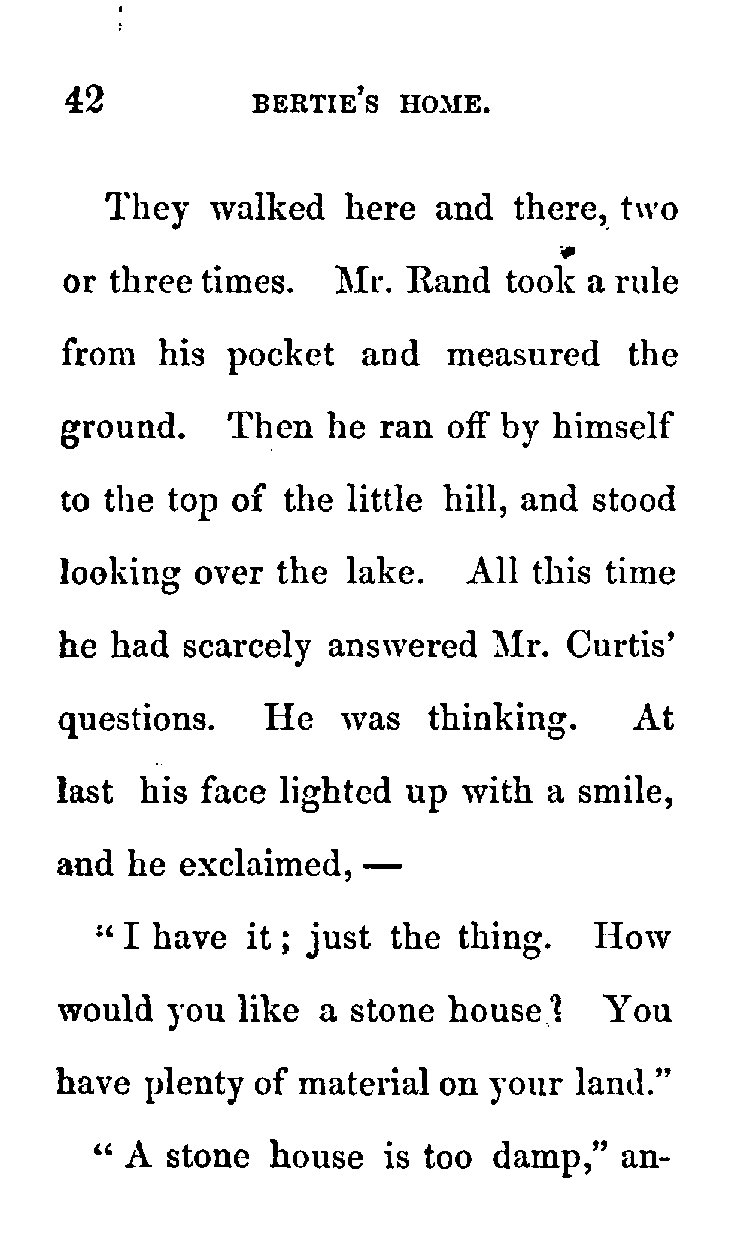 42 BERTIE'S HOME.
They walked here and there, two
or three times. Mr. Rand took a rule
from his pocket and measured the
ground. Then he ran off by himself
to the top of the little hill, and stood
looking over the lake. All this time
he had scarcely answered Mr. Curtis'
questions. He was thinking. At
last his face lighted up with a smile,
and he exclaimed, —
"I have it; just the thing. How
would you like a stone house? You
have plenty of material on your land."
"A stone house is too damp," an-